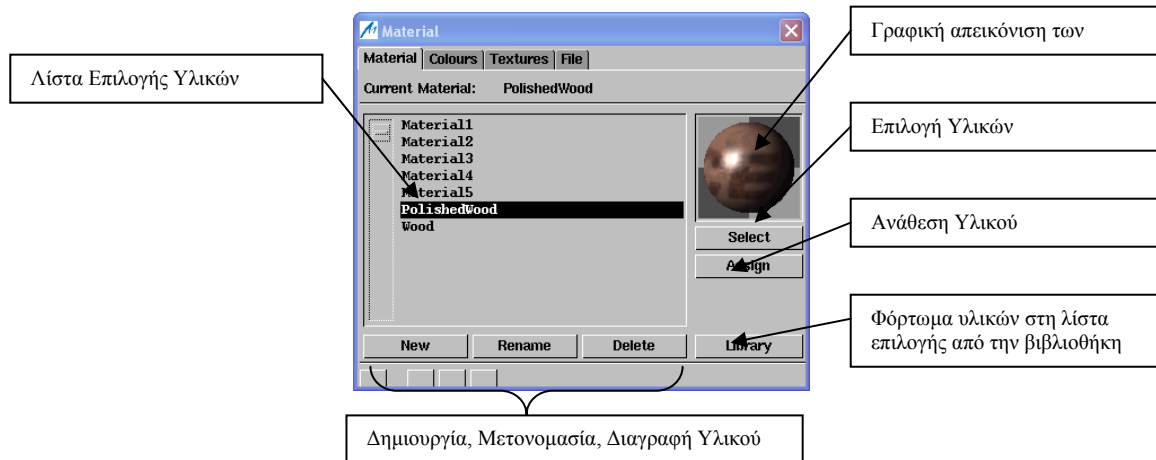 Material
Material Colours Textures File
Current Material: PolishedWood
Material1
Material2
Material3
Material4
Material5
PolishedWood
Wood
Select
Assign
New Rename Delete Library
Λίστα Επιλογής Υλικών
Γραφική απεικόνιση των
Επιλογή Υλικών
Ανάθεση Υλικού
Φόρτωμα υλικών στη λίστα
επιλογής από την βιβλιοθήκη
Δημιουργία, Μετονομασία, Διαγραφή Υλικού